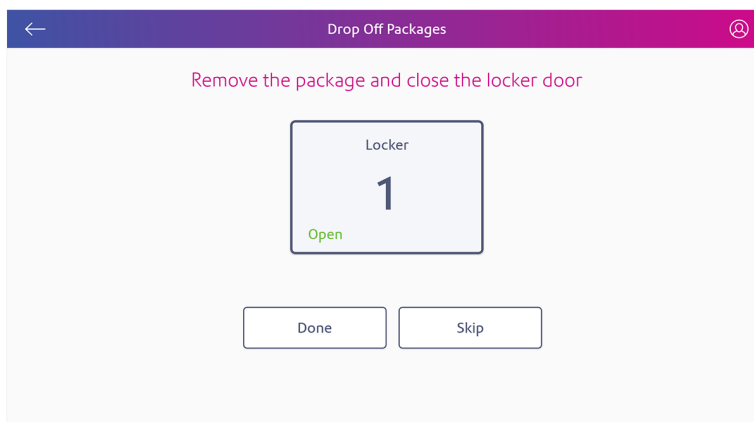 Drop Off Packages
Remove the package and close the locker door
Locker
1
Open
Done
Skip